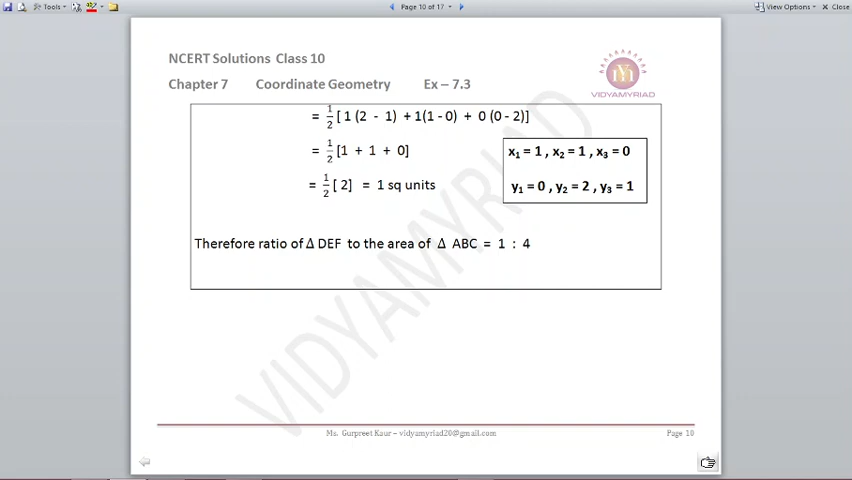 Tools
Page 10 of 17
View Options
Close
NCERT Solutions Class 10
Chapter 7 Coordinate Geometry Ex – 7.3
VIDYAMYRIAD
= 1/2 [ 1 (2 - 1) + 1(1 - 0) + 0 (0 - 2)]
= 1/2 [1 + 1 + 0]
= 1/2 [ 2] = 1 sq units
x₁ = 1 , x₂ = 1 , x₃ = 0
y₁ = 0 , y₂ = 2 , y₃ = 1
Therefore ratio of Δ DEF to the area of Δ ABC = 1 : 4
VIDYAMYRIAD
Ms. Gurpreet Kaur – vidyamyriad20@gmail.com
Page 10